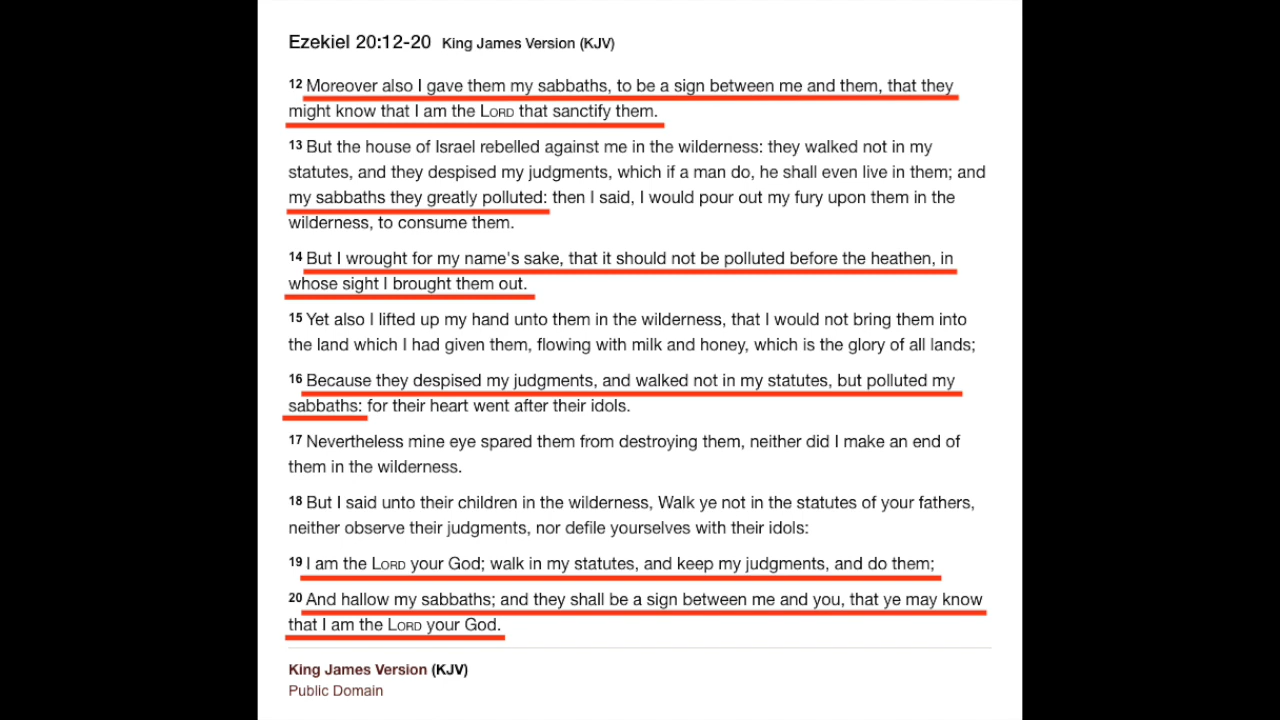 Ezekiel 20:12-20 King James Version (KJV)
12 Moreover also I gave them my sabbaths, to be a sign between me and them, that they
might know that I am the LORD that sanctify them.
13 But the house of Israel rebelled against me in the wilderness: they walked not in my
statutes, and they despised my judgments, which if a man do, he shall even live in them; and
my sabbaths they greatly polluted: then I said, I would pour out my fury upon them in the
wilderness, to consume them.
14 But I wrought for my name's sake, that it should not be polluted before the heathen, in
whose sight I brought them out.
15 Yet also I lifted up my hand unto them in the wilderness, that I would not bring them into
the land which I had given them, flowing with milk and honey, which is the glory of all lands;
16 Because they despised my judgments, and walked not in my statutes, but polluted my
sabbaths: for their heart went after their idols.
17 Nevertheless mine eye spared them from destroying them, neither did I make an end of
them in the wilderness.
18 But I said unto their children in the wilderness, Walk ye not in the statutes of your fathers,
neither observe their judgments, nor defile yourselves with their idols:
19 I am the LORD your God; walk in my statutes, and keep my judgments, and do them;
20 And hallow my sabbaths; and they shall be a sign between me and you, that ye may know
that I am the LORD your God.
King James Version (KJV)
Public Domain